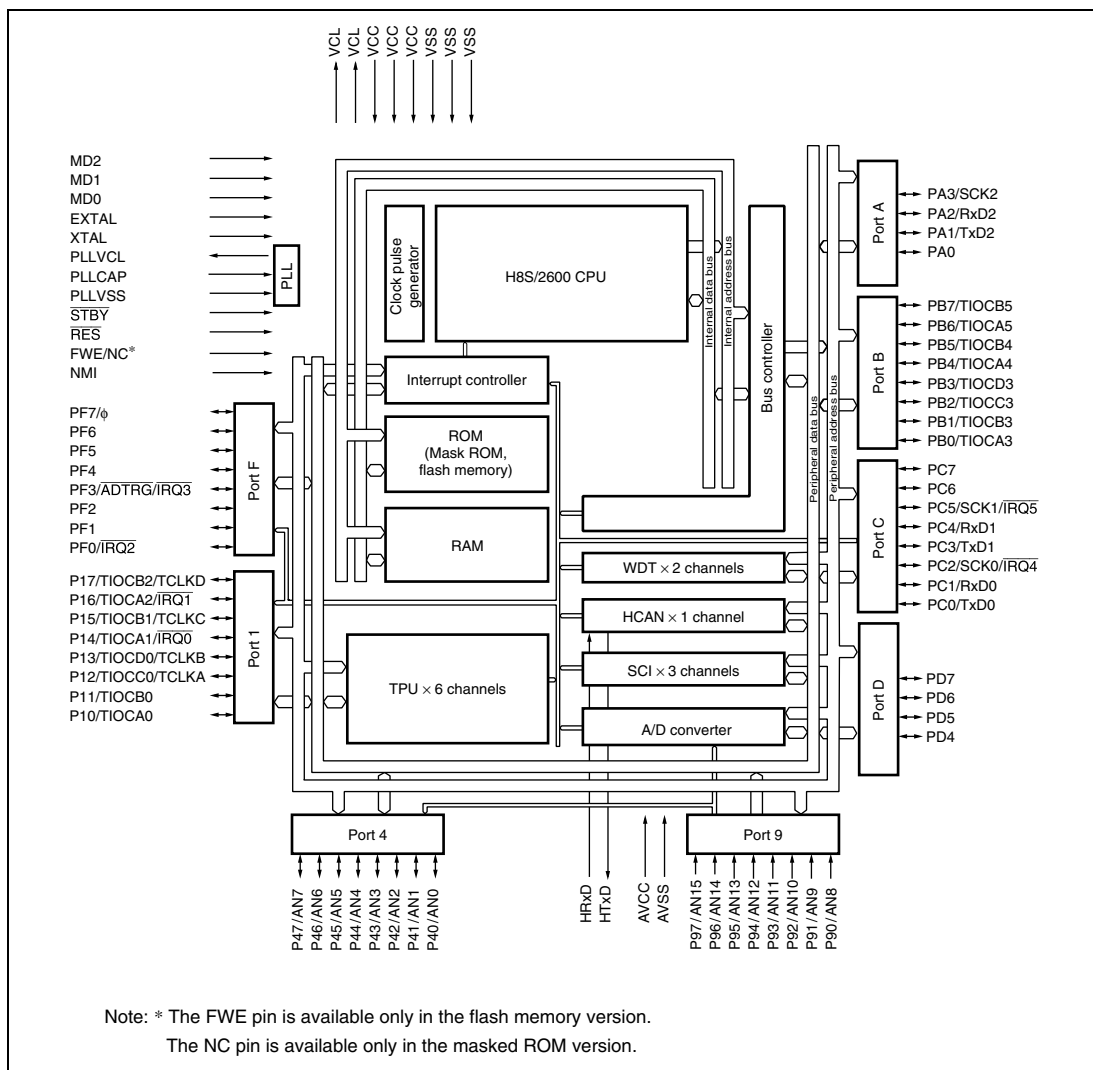 VCL
VCL
VCC
VCC
VCC
VSS
VSS
VSS
MD2
MD1
MD0
EXTAL
XTAL
PLLVCL
PLLCAP
PLLVSS
STBY
RES
FWE/NC*
NMI
PLL
Clock pulse
generator
H8S/2600 CPU
Internal data bus
Internal address bus
Bus controller
Peripheral data bus
Peripheral address bus
Interrupt controller
ROM
(Mask ROM,
flash memory)
RAM
WDT × 2 channels
HCAN × 1 channel
SCI × 3 channels
A/D converter
TPU × 6 channels
Port A
PA3/SCK2
PA2/RxD2
PA1/TxD2
PA0
Port B
PB7/TIOCB5
PB6/TIOCA5
PB5/TIOCB4
PB4/TIOCA4
PB3/TIOCD3
PB2/TIOCC3
PB1/TIOCB3
PB0/TIOCA3
Port C
PC7
PC6
PC5/SCK1/IRQ5
PC4/RxD1
PC3/TxD1
PC2/SCK0/IRQ4
PC1/RxD0
PC0/TxD0
Port D
PD7
PD6
PD5
PD4
PF7/ϕ
PF6
PF5
PF4
PF3/ADTRG/IRQ3
PF2
PF1
PF0/IRQ2
Port F
P17/TIOCB2/TCLKD
P16/TIOCA2/IRQ1
P15/TIOCB1/TCLKC
P14/TIOCA1/IRQ0
P13/TIOCD0/TCLKB
P12/TIOCC0/TCLKA
P11/TIOCB0
P10/TIOCA0
Port 1
Port 4
P47/AN7
P46/AN6
P45/AN5
P44/AN4
P43/AN3
P42/AN2
P41/AN1
P40/AN0
HRxD
HTxD
AVCC
AVSS
Port 9
P97/AN15
P96/AN14
P95/AN13
P94/AN12
P93/AN11
P92/AN10
P91/AN9
P90/AN8
Note: * The FWE pin is available only in the flash memory version.
The NC pin is available only in the masked ROM version.